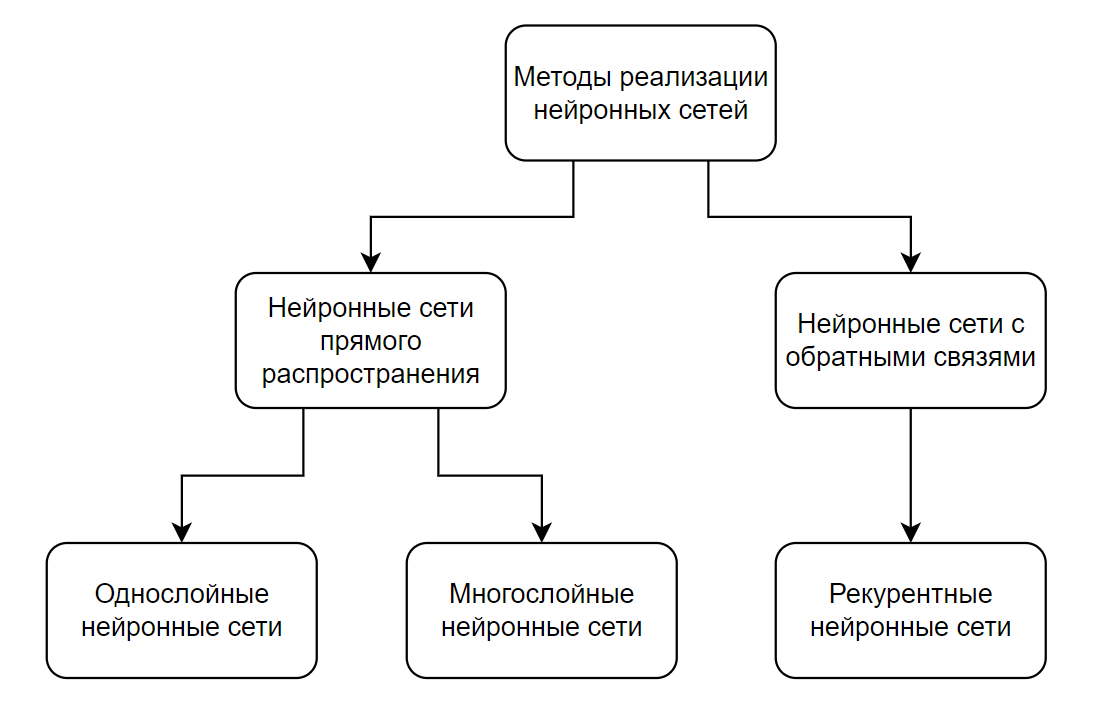 Методы реализации
нейронных сетей
Нейронные сети
прямого
распространения
Нейронные сети с
обратными связями
Однослойные
нейронные сети
Многослойные
нейронные сети
Рекурентные
нейронные сети